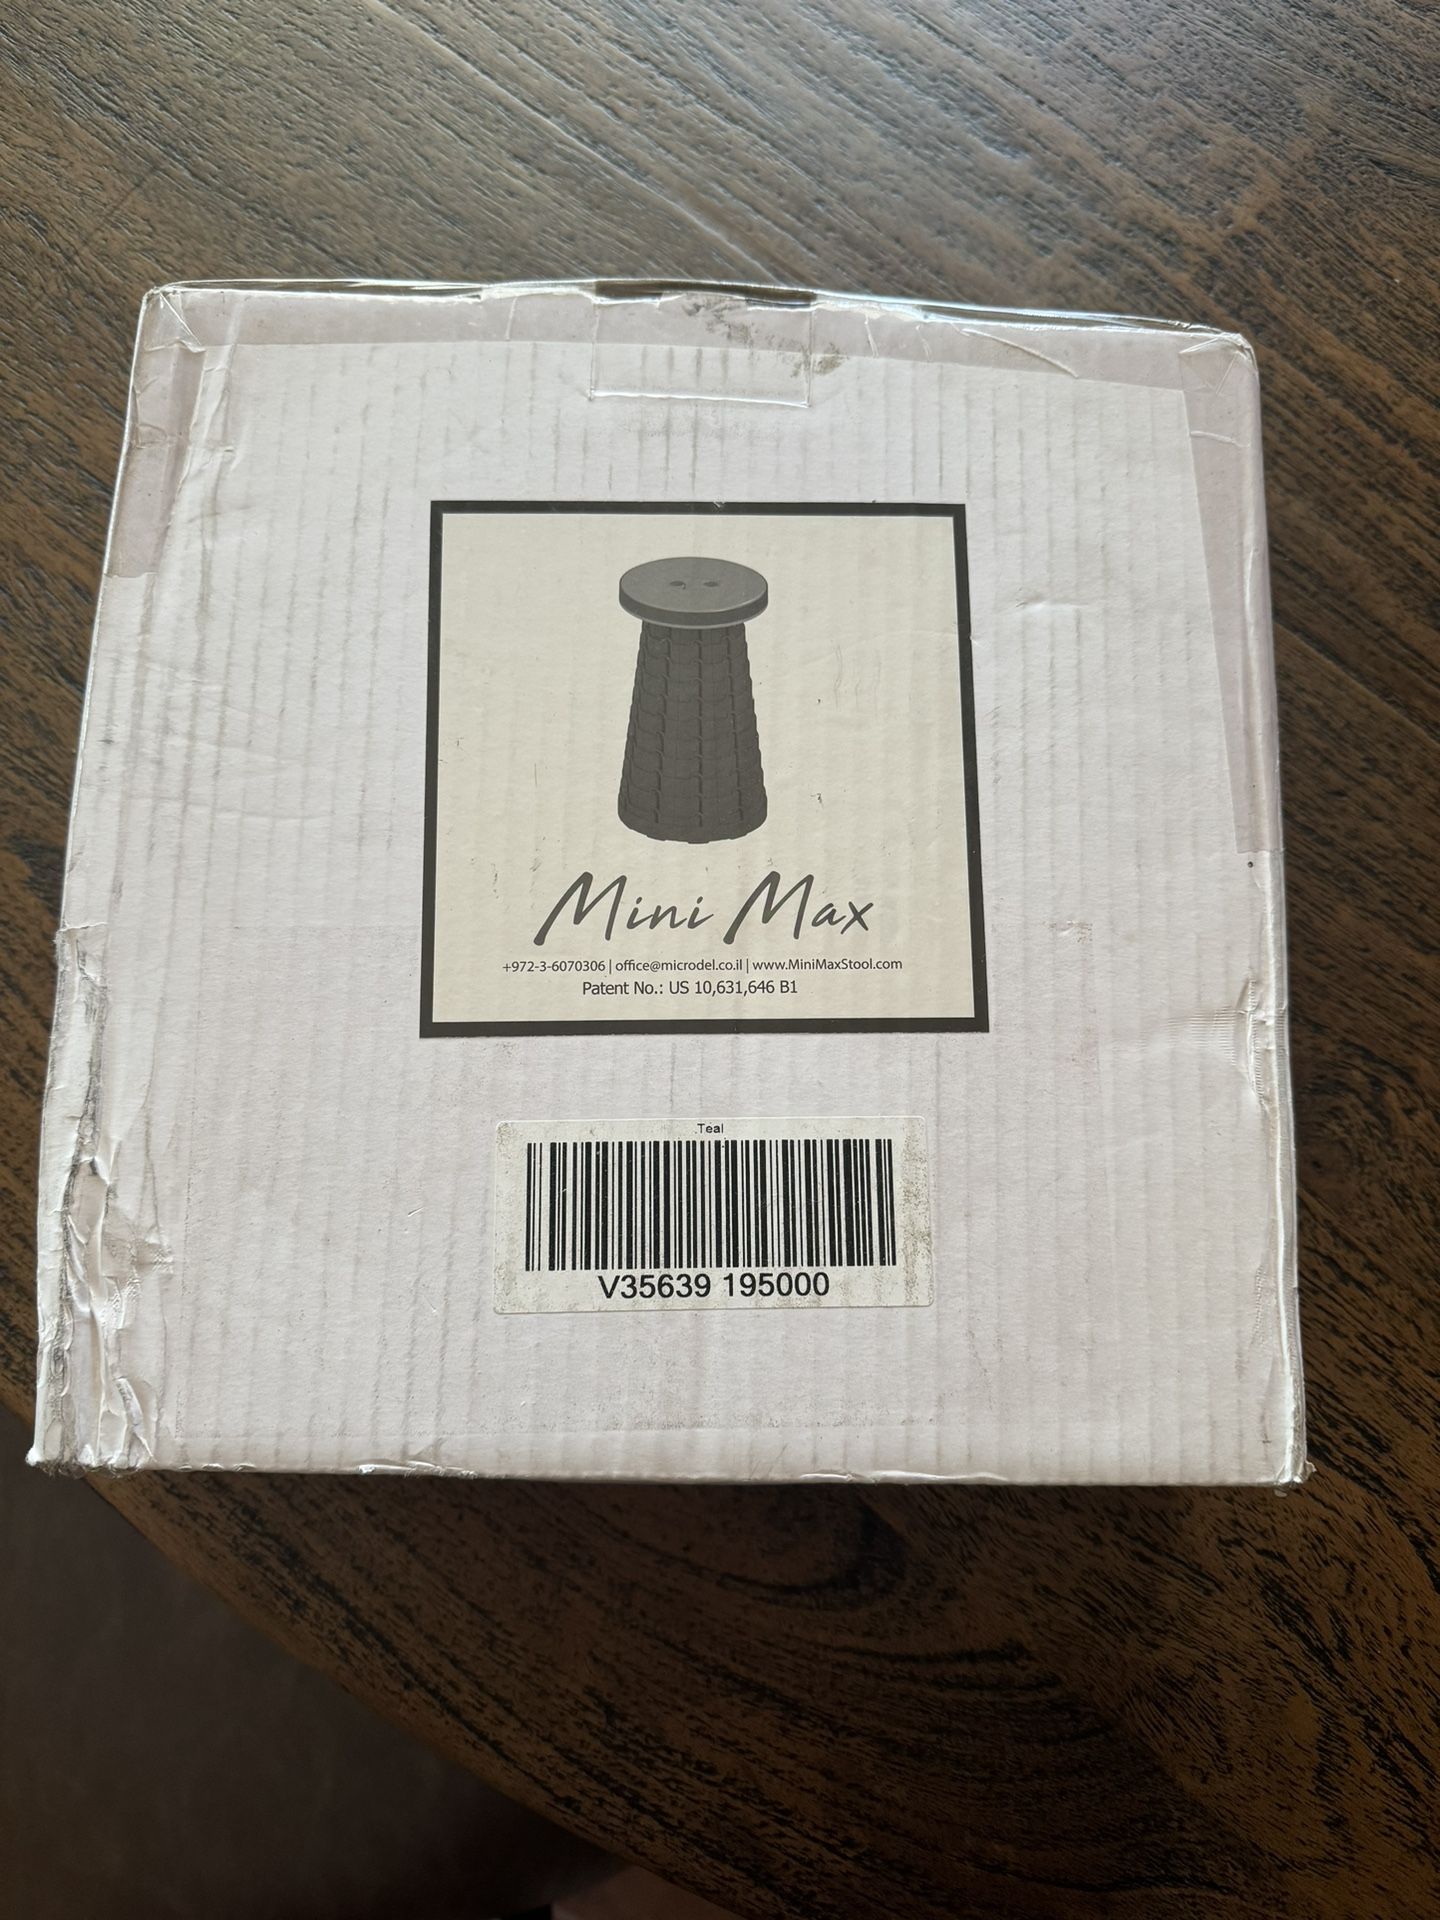 Mini Max
+972-3-6070306 | office@microdel.co.il | www.MiniMaxStool.com
Patent No.: US 10,631,646 B1
Teal
V35639 195000